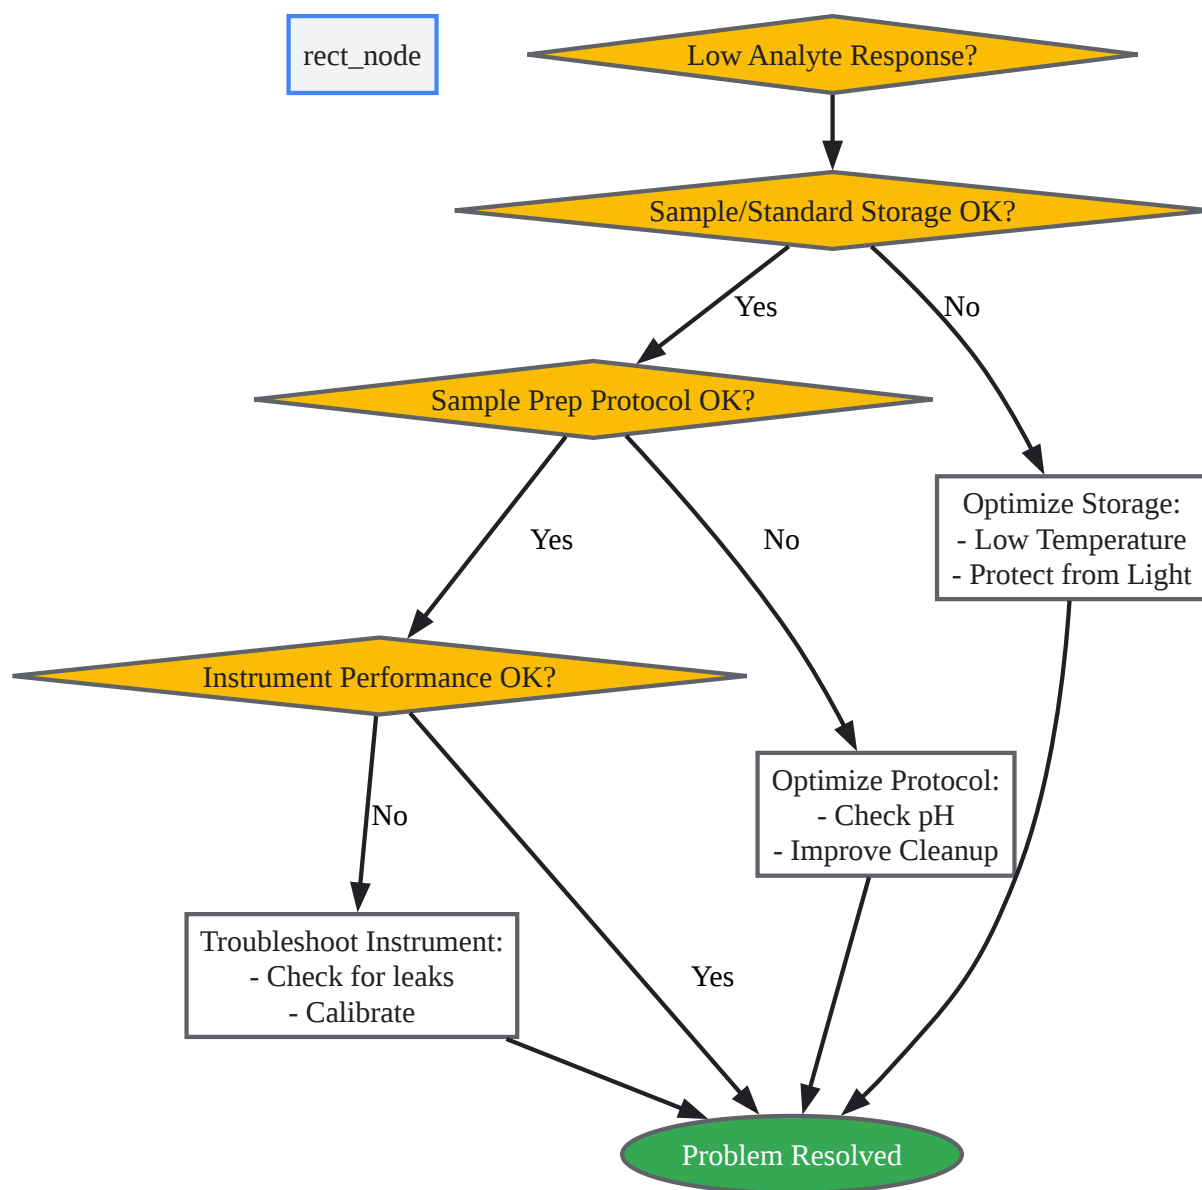 rect_node
Low Analyte Response?
Sample/Standard Storage OK?
Yes
No
Sample Prep Protocol OK?
Optimize Storage:
- Low Temperature
- Protect from Light
Yes
No
Instrument Performance OK?
Optimize Protocol:
- Check pH
- Improve Cleanup
No
Yes
Troubleshoot Instrument:
- Check for leaks
- Calibrate
Problem Resolved